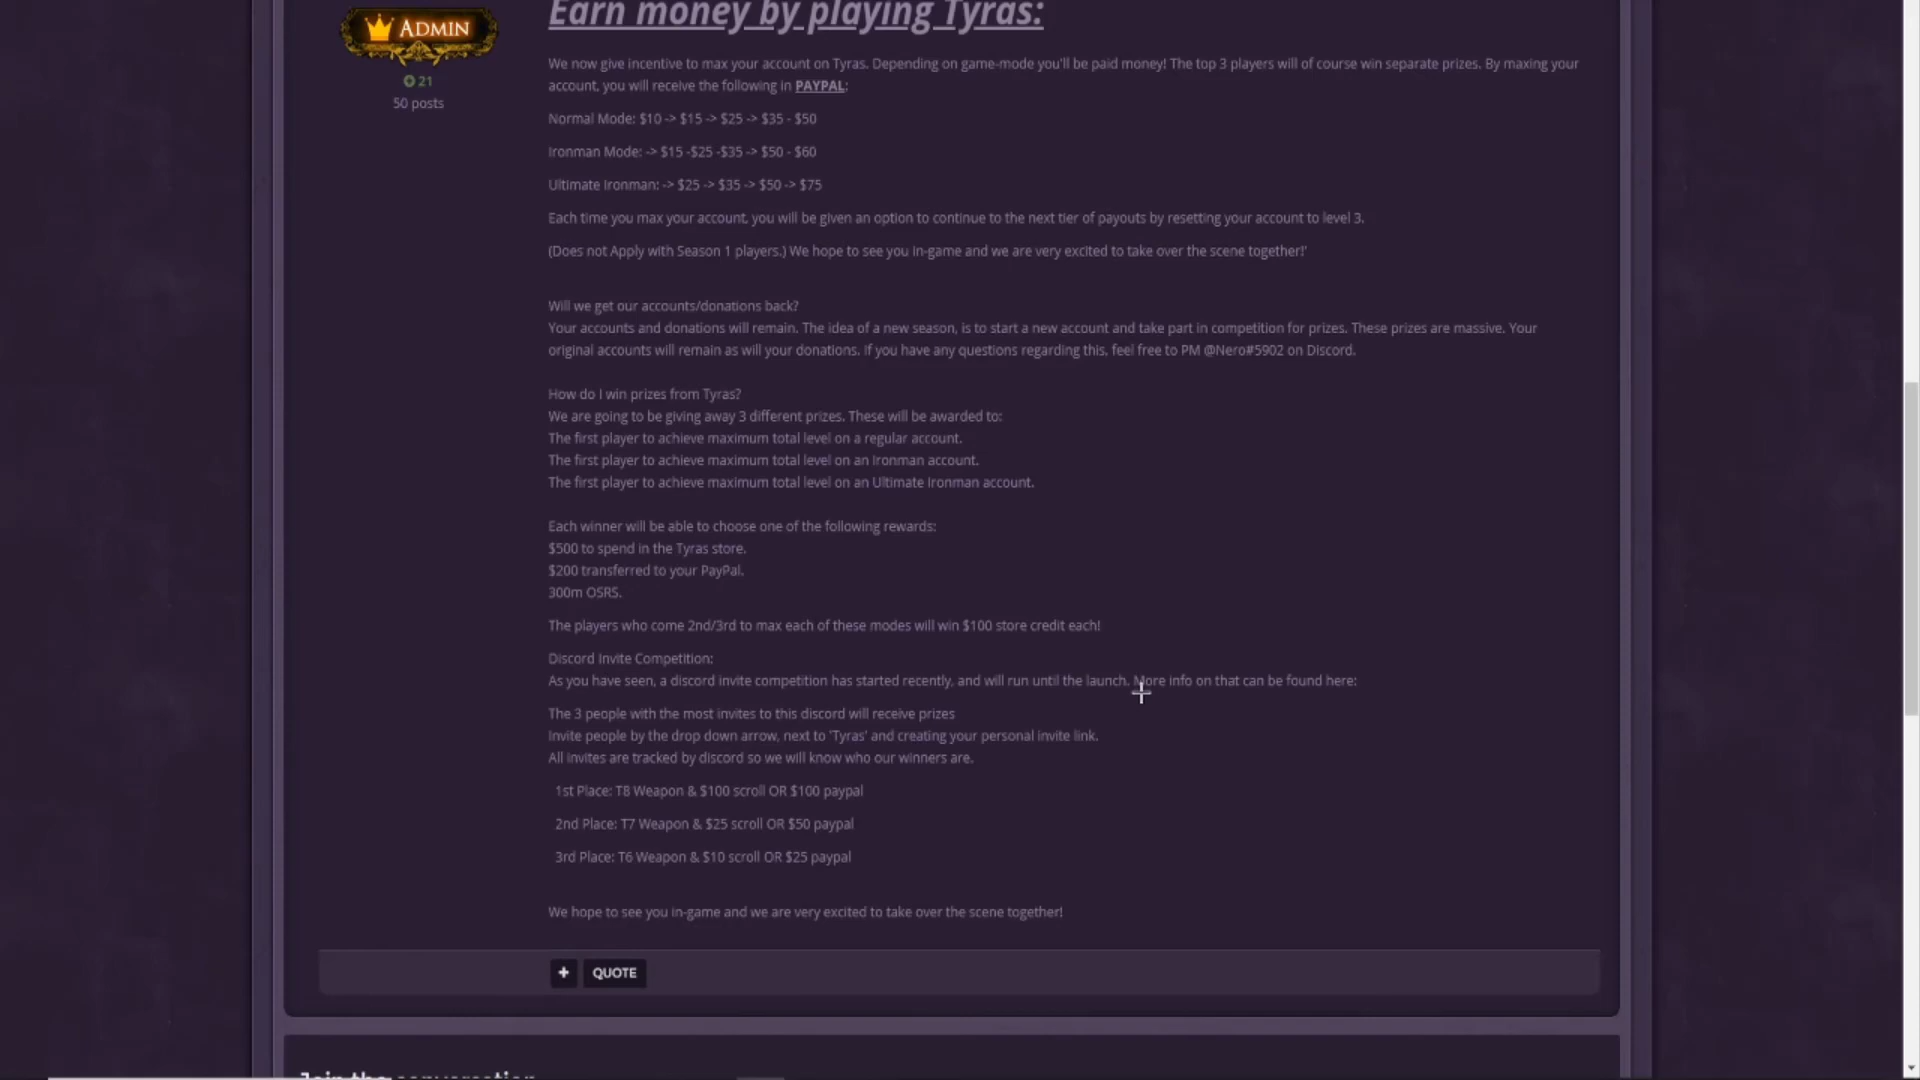 Earn money by playing Tyras:
ADMIN
21
50 posts
We now give incentive to max your account on Tyras. Depending on game-mode you'll be paid money! The top 3 players will of course win separate prizes. By maxing your
account, you will receive the following in PAYPAL:
Normal Mode: $10 -> $15 -> $25 -> $35 - $50
Ironman Mode: -> $15 -$25 -$35 -> $50 - $60
Ultimate Ironman: -> $25 -> $35 -> $50 -> $75
Each time you max your account, you will be given an option to continue to the next tier of payouts by resetting your account to level 3.
(Does not Apply with Season 1 players.) We hope to see you in-game and we are very excited to take over the scene together!'
Will we get our accounts/donations back?
Your accounts and donations will remain. The idea of a new season, is to start a new account and take part in competition for prizes. These prizes are massive. Your
original accounts will remain as will your donations. If you have any questions regarding this, feel free to PM @Nero#5902 on Discord.
How do I win prizes from Tyras?
We are going to be giving away 3 different prizes. These will be awarded to:
The first player to achieve maximum total level on a regular account.
The first player to achieve maximum total level on an Ironman account.
The first player to achieve maximum total level on an Ultimate Ironman account.
Each winner will be able to choose one of the following rewards:
$500 to spend in the Tyras store.
$200 transferred to your PayPal.
300m OSRS.
The players who come 2nd/3rd to max each of these modes will win $100 store credit each!
Discord Invite Competition:
As you have seen, a discord invite competition has started recently, and will run until the launch. More info on that can be found here:
The 3 people with the most invites to this discord will receive prizes
Invite people by the drop down arrow, next to 'Tyras' and creating your personal invite link.
All invites are tracked by discord so we will know who our winners are.
1st Place: T8 Weapon & $100 scroll OR $100 paypal
2nd Place: T7 Weapon & $25 scroll OR $50 paypal
3rd Place: T6 Weapon & $10 scroll OR $25 paypal
We hope to see you in-game and we are very excited to take over the scene together!
+ QUOTE
Join the conversation